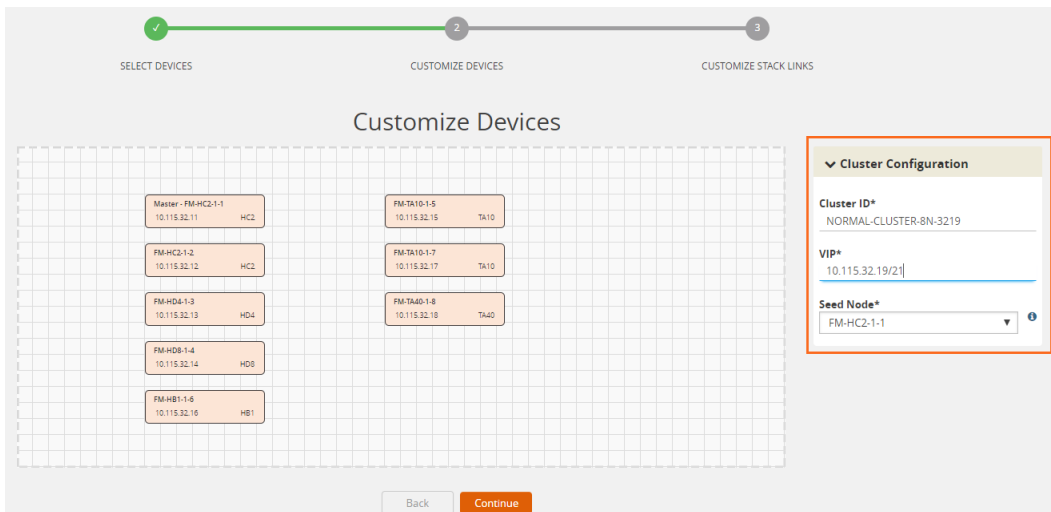 ✓ 2 3
SELECT DEVICES CUSTOMIZE DEVICES CUSTOMIZE STACK LINKS
Customize Devices
Master - FM-HC2-1-1
10.115.32.11 HC2
FM-HC2-1-2
10.115.32.12 HC2
FM-HD4-1-3
10.115.32.13 HD4
FM-HD8-1-4
10.115.32.14 HD8
FM-HB1-1-6
10.115.32.16 HB1
FM-TA10-1-5
10.115.32.15 TA10
FM-TA10-1-7
10.115.32.17 TA10
FM-TA40-1-8
10.115.32.18 TA40
Cluster Configuration
Cluster ID*
NORMAL-CLUSTER-8N-3219
VIP*
10.115.32.19/21
Seed Node*
FM-HC2-1-1
Back Continue